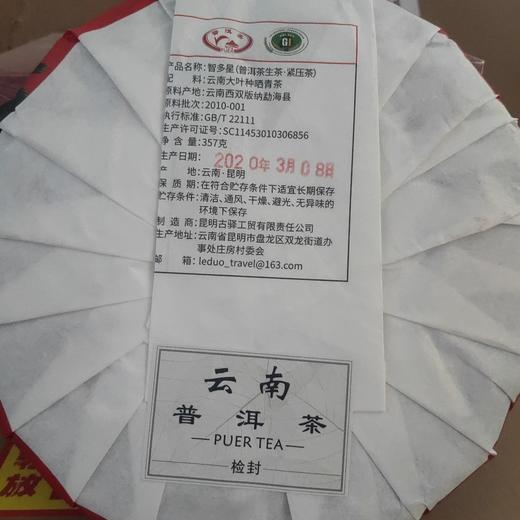 普洱茶
GI
产品名称：智多星（普洱茶生茶·紧压茶）
配 料：云南大叶种晒青茶
原料产地：云南西双版纳勐海县
原料批次：2010-001
执行标准：GB/T 22111
生产许可证号：SC11453010306856
净 含 量：357克
生产日期：2020年3月08日
产 地：云南·昆明
保 质 期：在符合贮存条件下适宜长期保存
贮存条件：清洁、通风、干燥、避光、无异味的
环境下保存
制 造 商：昆明古驿工贸有限责任公司
生产地址：云南省昆明市盘龙区双龙街道办
事处庄房村委会
邮 箱：leduo_travel@163.com
云南
普洱茶
PUER TEA
检封
放